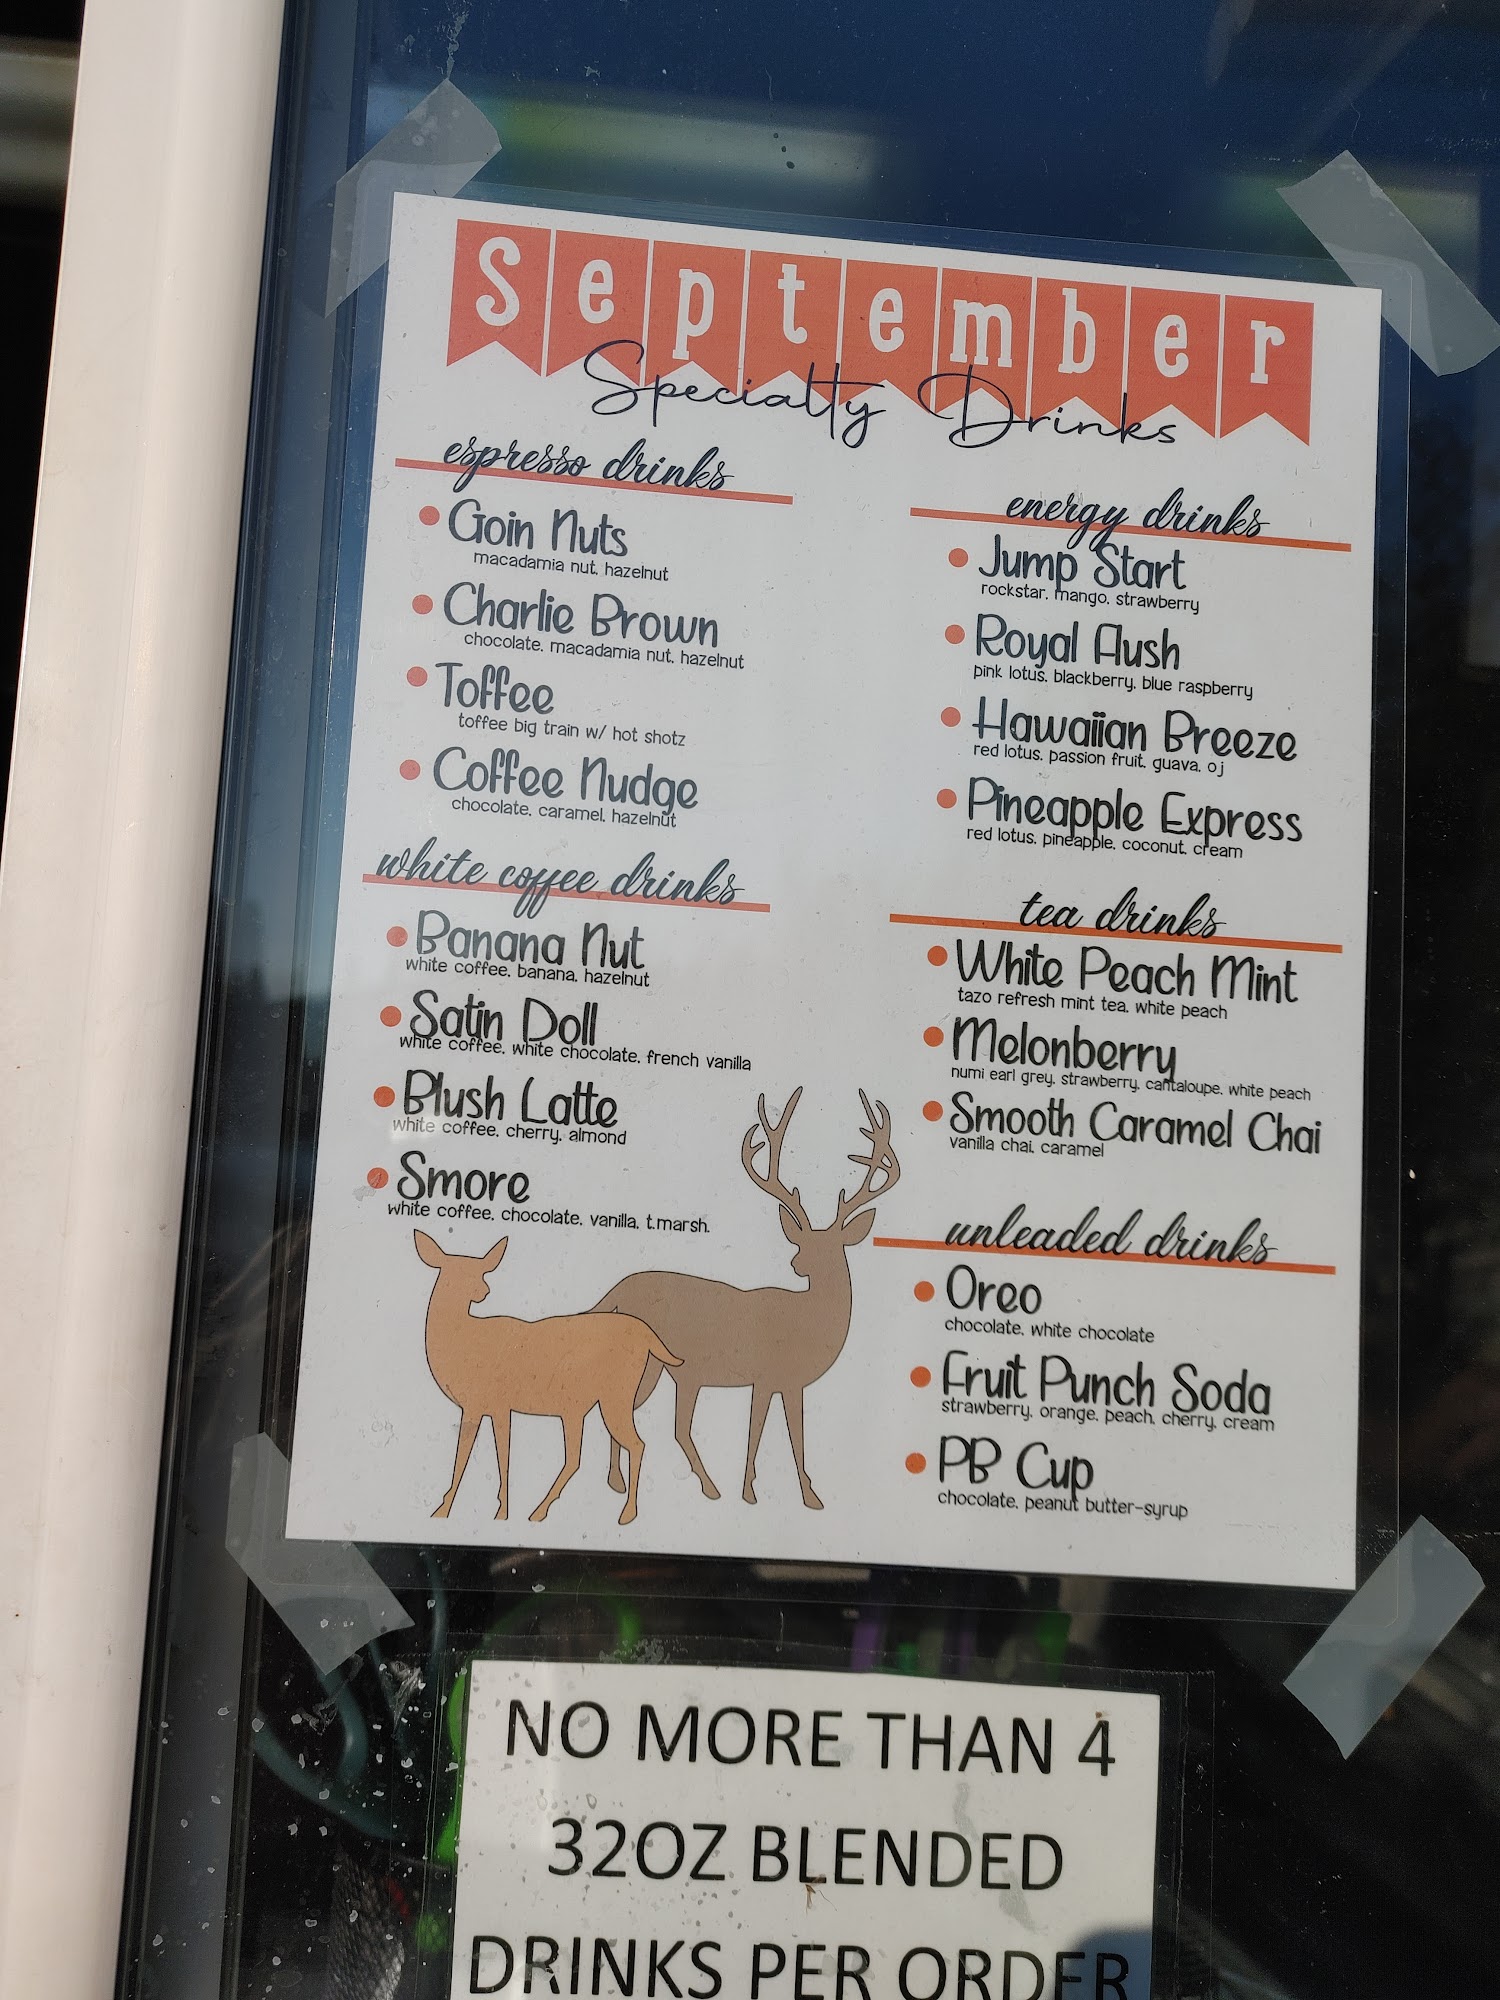 September
Specialty Drinks
espresso drinks
Goin Nuts
macadamia nut, hazelnut
Charlie Brown
chocolate, macadamia nut, hazelnut
Toffee
toffee big train w/ hot shotz
Coffee Nudge
chocolate, caramel, hazelnut
white coffee drinks
Banana Nut
white coffee, banana, hazelnut
Satin Doll
white coffee, white chocolate, french vanilla
Blush Latte
white coffee, cherry, almond
Smore
white coffee, chocolate, vanilla, t.marsh.
energy drinks
Jump Start
rockstar, mango, strawberry
Royal Flush
pink lotus, blackberry, blue raspberry
Hawaiian Breeze
red lotus, passion fruit, guava, oj
Pineapple Express
red lotus, pineapple, coconut, cream
tea drinks
White Peach Mint
tazo refresh mint tea, white peach
Melonberry
numi earl grey, strawberry, cantaloupe, white peach
Smooth Caramel Chai
vanilla chai, caramel
unleaded drinks
Oreo
chocolate, white chocolate
Fruit Punch Soda
strawberry, orange, peach, cherry, cream
PB Cup
chocolate, peanut butter-syrup
NO MORE THAN 4
32OZ BLENDED
DRINKS PER ORDER